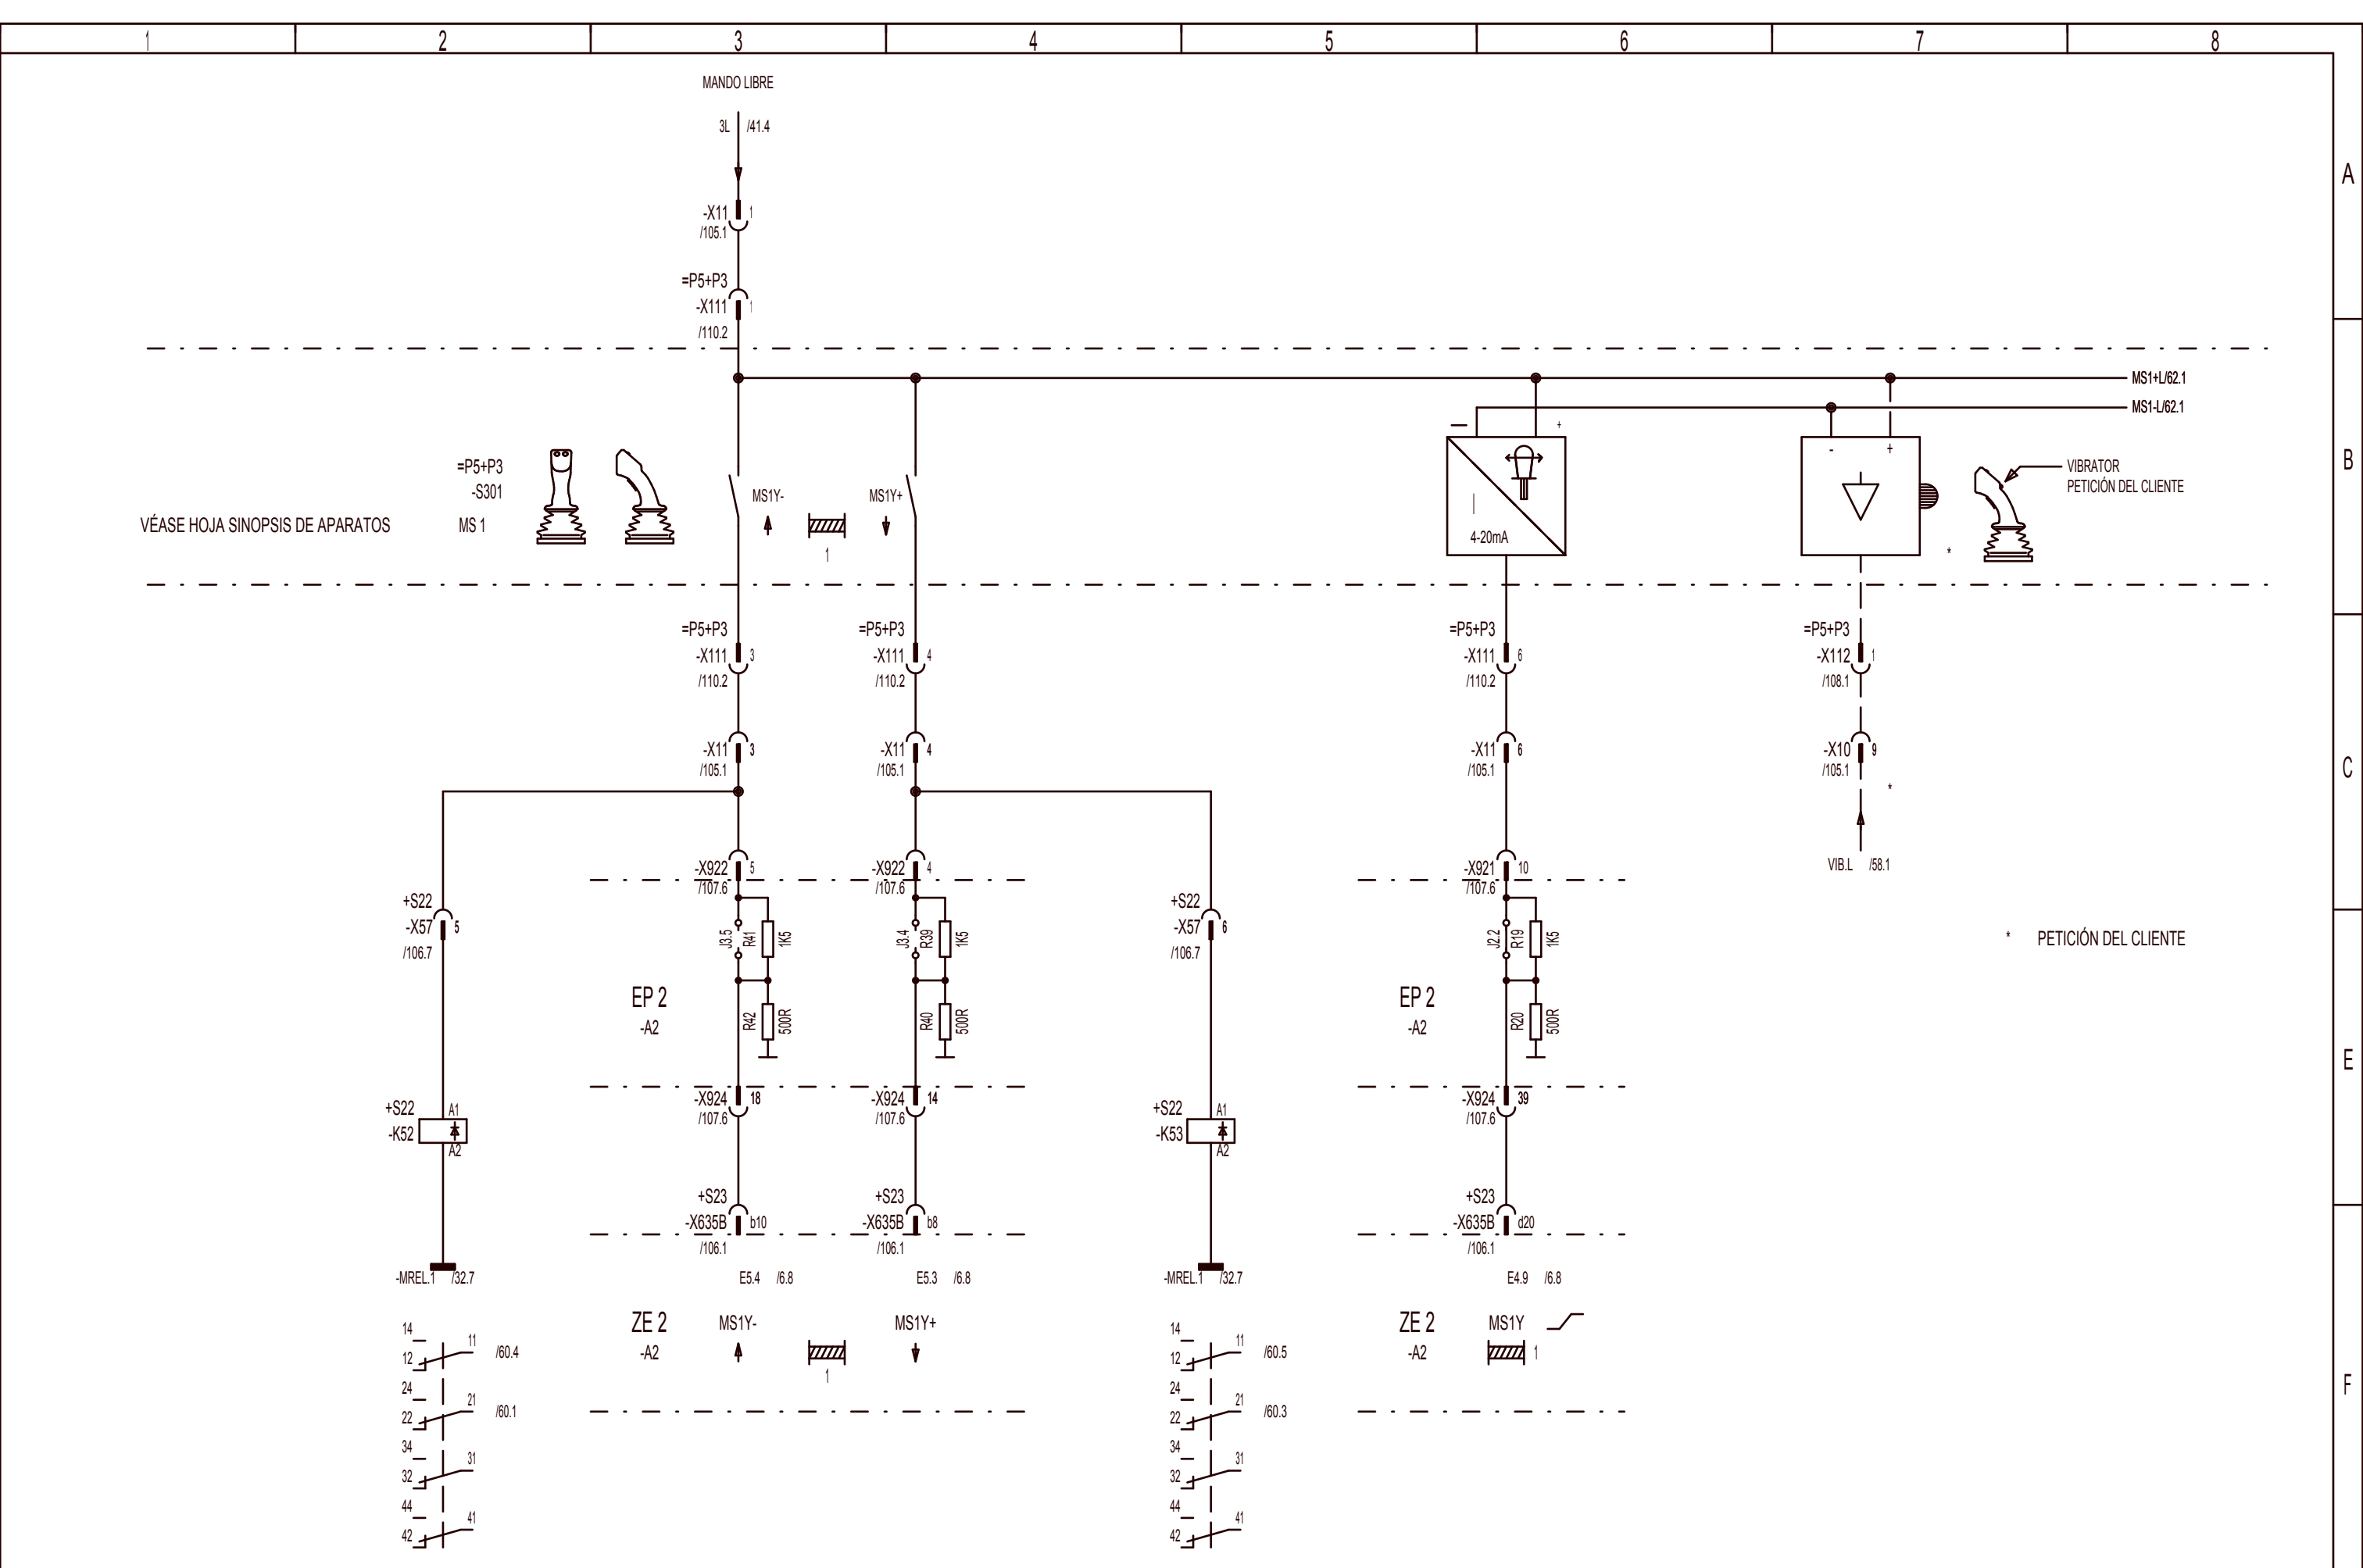 1 2 3 4 5 6 7 8
MANDO LIBRE
3L /41.4
A
-X11 1
/105.1
=P5+P3
-X111 1
/110.2
MS1+L/62.1
MS1-L/62.1
- +
- +
B
=P5+P3
-S301
VÉASE HOJA SINOPSIS DE APARATOS MS 1
MS1Y- MS1Y+
1
4-20mA
*
VIBRATOR
PETICIÓN DEL CLIENTE
=P5+P3 =P5+P3 =P5+P3 =P5+P3
-X111 3 -X111 4 -X111 6 -X112 1
/110.2 /110.2 /110.2 /108.1
-X11 3 -X11 4 -X11 6 -X10 9
/105.1 /105.1 /105.1 /105.1
C
*
-X922 5 -X922 4 -X921 10
/107.6 /107.6 /107.6
VIB.L /58.1
+S22 +S22
-X57 5 -X57 6
/106.7 /106.7
J3.5 R41 1K5 J3.4 R39 1K5 J2.2 R19 1K5
* PETICIÓN DEL CLIENTE
EP 2 EP 2
-A2 -A2
R42 500R R40 500R R20 500R
E
-X924 18 -X924 14 -X924 39
/107.6 /107.6 /107.6
+S22 A1 +S22 A1
-K52 -K53
A2 A2
+S23 +S23 +S23
-X635B b10 -X635B b8 -X635B d20
/106.1 /106.1 /106.1
-MREL.1 /32.7 E5.4 /6.8 E5.3 /6.8 -MREL.1 /32.7 E4.9 /6.8
ZE 2 MS1Y- MS1Y+ ZE 2 MS1Y
-A2 -A2 1
1
F
14 14
11 11
12 /60.4 12 /60.5
24 24
21 21
22 /60.1 22 /60.3
34 34
31 31
32 32
44 44
41 41
42 42